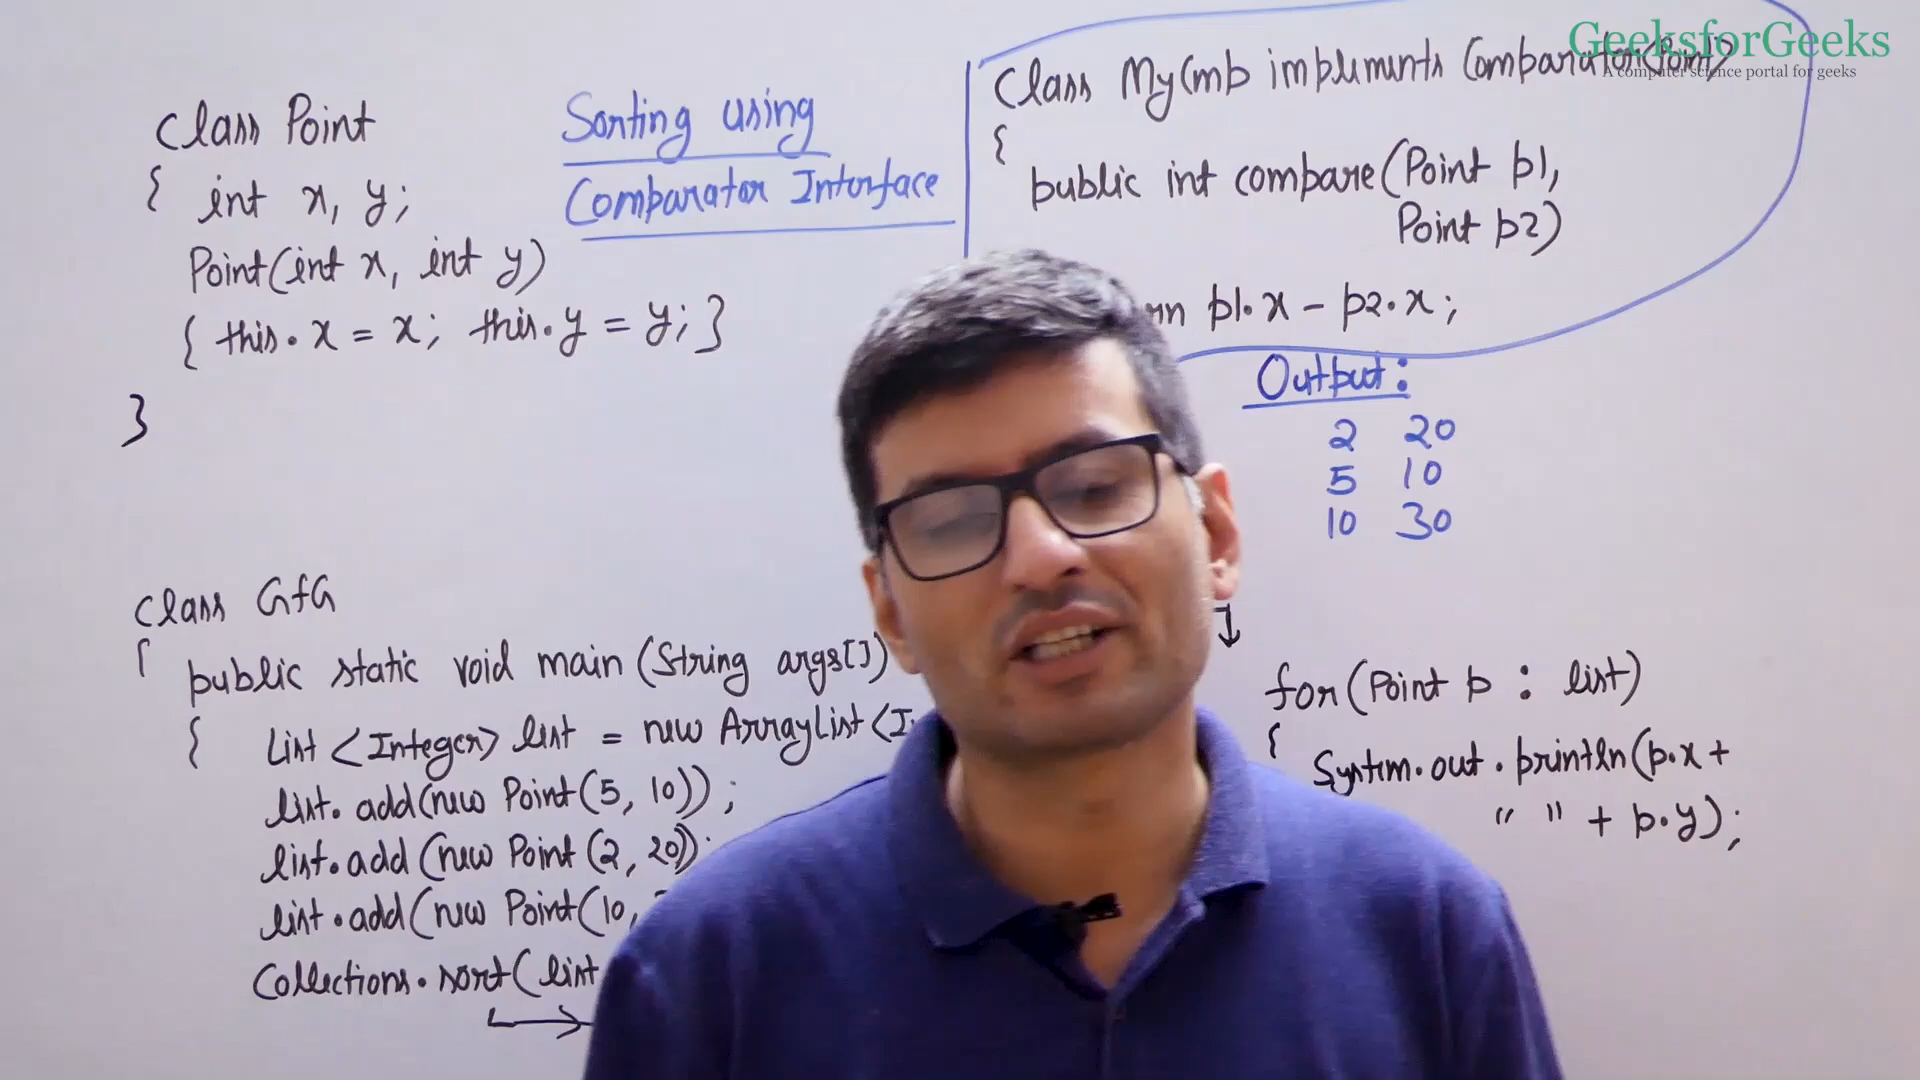 class Point
{ int x, y;
Point(int x, int y)
{ this.x = x; this.y = y; }
}
Sorting using
Comparator Interface
class MyCmp implements Comparator<Point>
{
public int compare(Point p1,
Point p2)
p1.x - p2.x;
GeeksforGeeks
A computer science portal for geeks
Output:
2 20
5 10
10 30
class GfG
{
public static void main (String args[])
{ List <Integer> list = new ArrayList <I
list.add(new Point(5, 10));
list.add(new Point (2, 20)
list.add(new Point(10,
Collections.sort(list
for(Point p : list)
{
System.out.println(p.x +
" " + p.y);